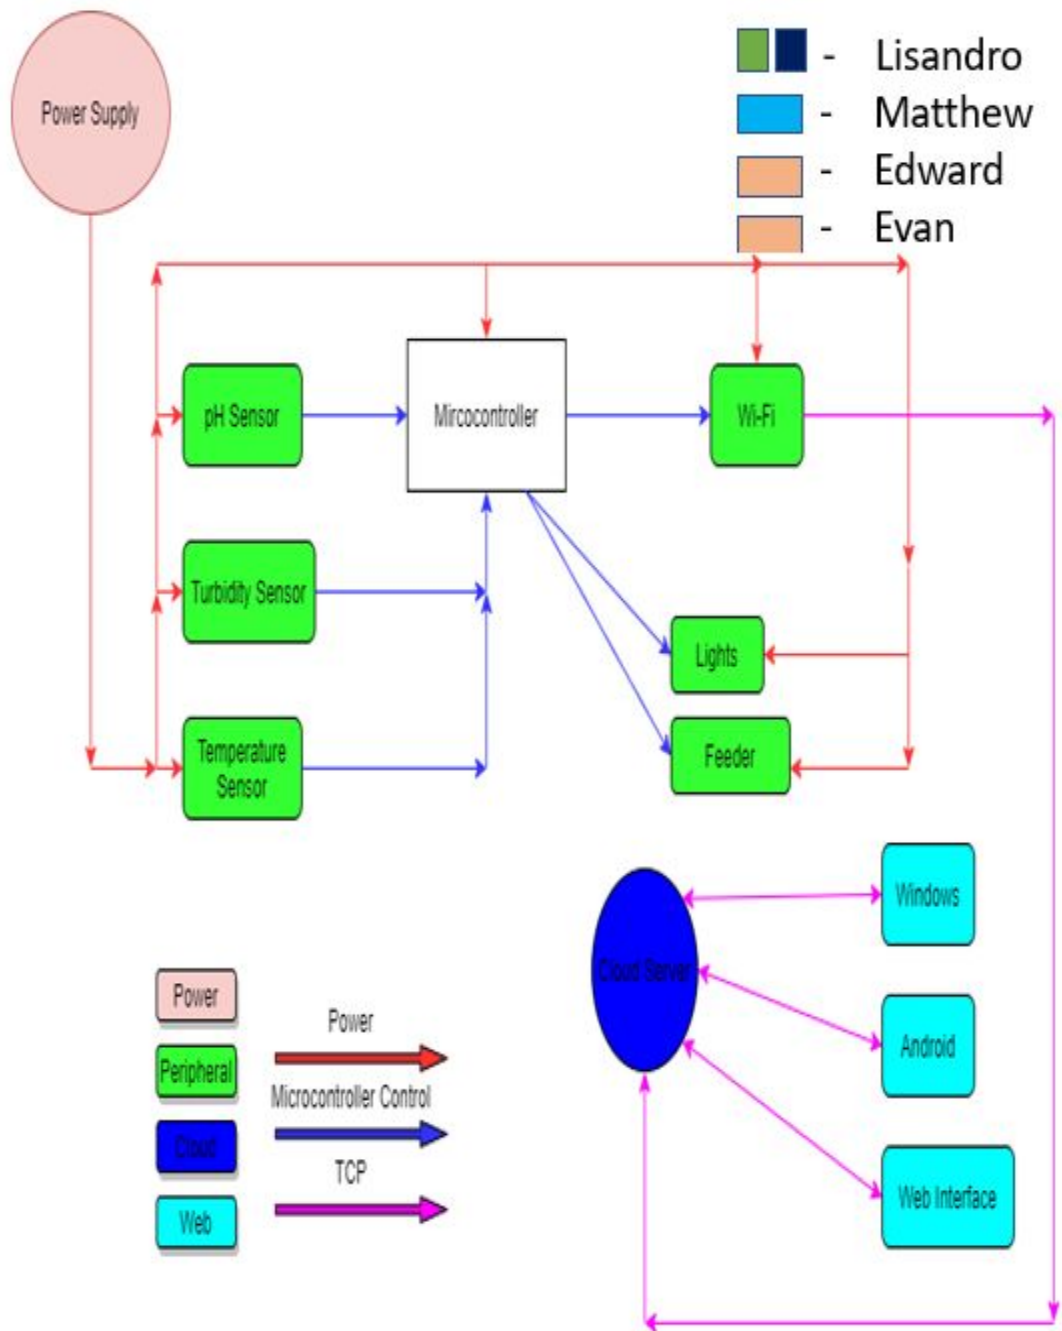 Power Supply
- Lisandro
- Matthew
- Edward
- Evan
pH Sensor
Mircocontroller
Wi-Fi
Turbidity Sensor
Lights
Temperature
Sensor
Feeder
Windows
Cloud Server
Android
Web Interface
Power
Peripheral
Cloud
Web
Power
Microcontroller Control
TCP